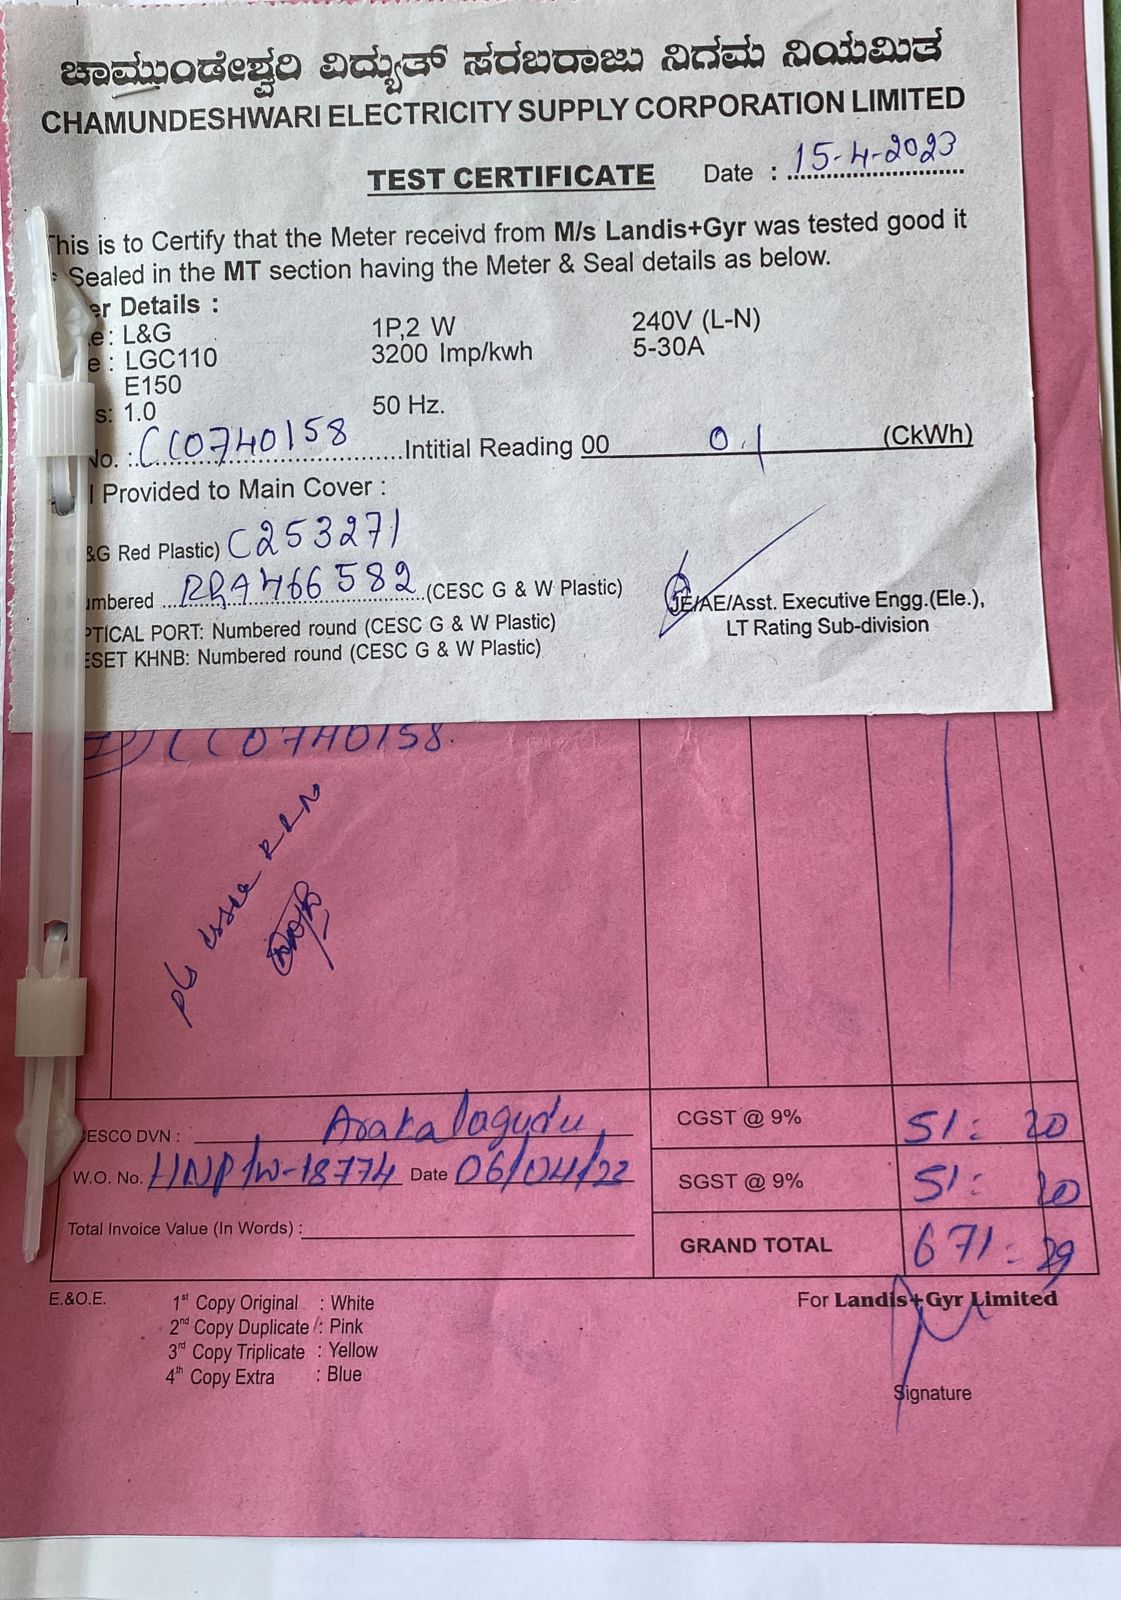 ಚಾಮುಂಡೇಶ್ವರಿ ವಿದ್ಯುತ್ ಸರಬರಾಜು ನಿಗಮ ನಿಯಮಿತ
CHAMUNDESHWARI ELECTRICITY SUPPLY CORPORATION LIMITED
TEST CERTIFICATE Date : 15-4-2023
This is to Certify that the Meter receivd from M/s Landis+Gyr was tested good it
Sealed in the MT section having the Meter & Seal details as below.
er Details :
e : L&G 1P,2 W 240V (L-N)
e : LGC110 3200 Imp/kwh 5-30A
E150
s: 1.0 50 Hz.
No. : CC0740158 Intitial Reading 00 0.1 (CkWh)
l Provided to Main Cover :
&G Red Plastic) C253271
umbered RRA466582 (CESC G & W Plastic)
PTICAL PORT: Numbered round (CESC G & W Plastic)
ESET KHNB: Numbered round (CESC G & W Plastic)
JE/AE/Asst. Executive Engg.(Ele.),
LT Rating Sub-division
CC0740158.
pls issue RRN
CESCO DVN : Arakalagudu CGST @ 9% 51: 20
W.O. No. HNP/W-18774 Date 06/04/22 SGST @ 9% 51: 20
Total Invoice Value (In Words) : GRAND TOTAL 671: 29
E.&O.E. 1st Copy Original : White For Landis+Gyr Limited
2nd Copy Duplicate : Pink
3rd Copy Triplicate : Yellow
4th Copy Extra : Blue
Signature